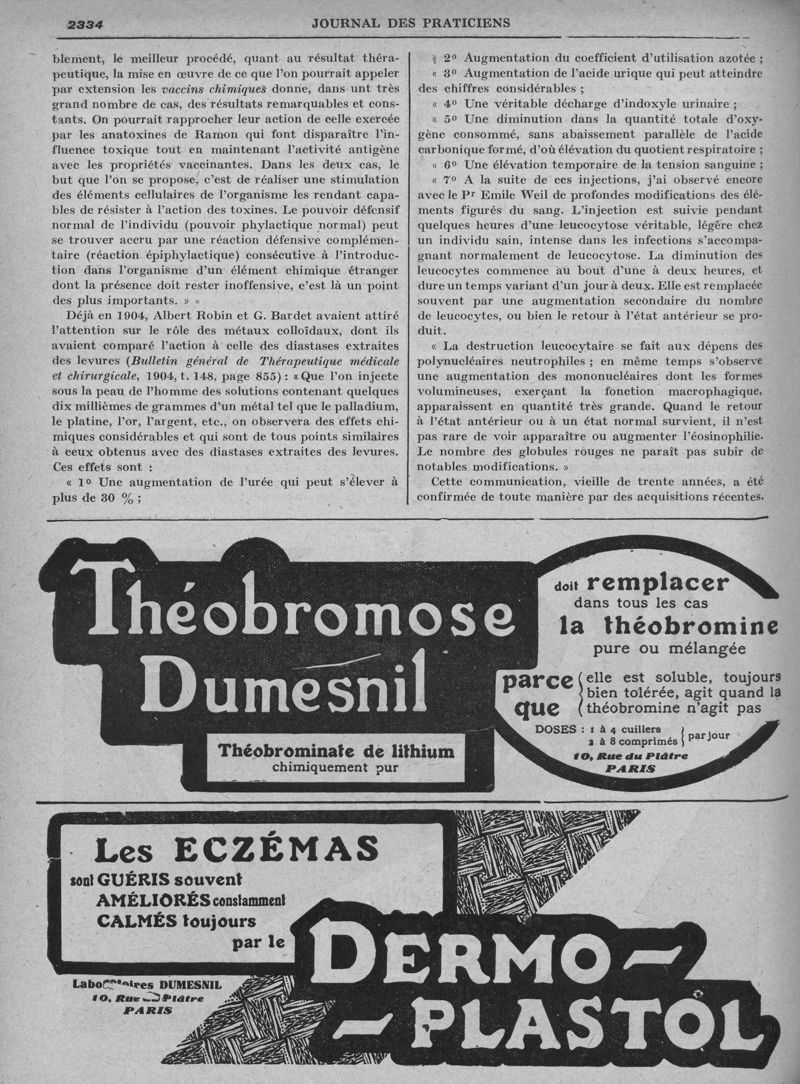 2334
JOURNAL DES PRATICIENS
blement, le meilleur procédé, quant au résultat théra-
peutique, la mise en œuvre de ce que l'on pourrait appeler
par extension les vaccins chimiques donne, dans unt très
grand nombre de cas, des résultats remarquables et cons-
tants. On pourrait rapprocher leur action de celle exercée
par les anatoxines de Ramon qui font disparaître l'in-
fluence toxique tout en maintenant l'activité antigène
avec les propriétés vaccinantes. Dans les deux cas, le
but que l'on se propose, c'est de réaliser une stimulation
des éléments cellulaires de l'organisme les rendant capa-
bles de résister à l'action des toxines. Le pouvoir défensif
normal de l'individu (pouvoir phylactique normal) peut
se trouver accru par une réaction défensive complémen-
taire (réaction épiphylactique) consécutive à l'introduc-
tion dans l'organisme d'un élément chimique étranger
dont la présence doit rester inoffensive, c'est là un point
des plus importants. »
Déjà en 1904, Albert Robin et G. Bardet avaient attiré
l'attention sur le rôle des métaux colloïdaux, dont ils
avaient comparé l'action à celle des diastases extraites
des levures (Bulletin général de Thérapeutique médicale
et chirurgicale, 1904, t. 148, page 855) : « Que l'on injecte
sous la peau de l'homme des solutions contenant quelques
dix millièmes de grammes d'un métal tel que le palladium,
le platine, l'or, l'argent, etc., on observera des effets chi-
miques considérables et qui sont de tous points similaires
à ceux obtenus avec des diastases extraites des levures.
Ces effets sont :
« 1º Une augmentation de l'urée qui peut s'élever à
plus de 30 % ;
« 2º Augmentation du coefficient d'utilisation azotée ;
« 3º Augmentation de l'acide urique qui peut atteindre
des chiffres considérables ;
« 4º Une véritable décharge d'indoxyle urinaire ;
« 5º Une diminution dans la quantité totale d'oxy-
gène consommé, sans abaissement parallèle de l'acide
carbonique formé, d'où élévation du quotient respiratoire ;
« 6º Une élévation temporaire de la tension sanguine ;
« 7º A la suite de ces injections, j'ai observé encore
avec le Pr Emile Weil de profondes modifications des élé-
ments figurés du sang. L'injection est suivie pendant
quelques heures d'une leucocytose véritable, légère chez
un individu sain, intense dans les infections s'accompa-
gnant normalement de leucocytose. La diminution des
leucocytes commence au bout d'une à deux heures, et
dure un temps variant d'un jour à deux. Elle est remplacée
souvent par une augmentation secondaire du nombre
de leucocytes, ou bien le retour à l'état antérieur se pro-
duit.
« La destruction leucocytaire se fait aux dépens des
polynucléaires neutrophiles ; en même temps s'observe
une augmentation des mononucléaires dont les formes
volumineuses, exerçant la fonction macrophagique,
apparaissent en quantité très grande. Quand le retour
à l'état antérieur ou à un état normal survient, il n'est
pas rare de voir apparaître ou augmenter l'éosinophilie.
Le nombre des globules rouges ne paraît pas subir de
notables modifications. »
Cette communication, vieille de trente années, a été
confirmée de toute manière par des acquisitions récentes.
Théobromose
Dumesnil
Théobrominate de lithium
chimiquement pur
doit remplacer
dans tous les cas
la théobromine
pure ou mélangée
parce que
elle est soluble, toujours
bien tolérée, agit quand la
théobromine n'agit pas
DOSES : 1 à 4 cuillers
2 à 8 comprimés
par jour
10, Rue du Plâtre
PARIS
Les ECZÉMAS
sont GUÉRIS souvent
AMÉLIORÉS constamment
CALMÉS toujours
par le
DERMO-
-PLASTOL
Laboratoires DUMESNIL
10, Rue du Plâtre
PARIS